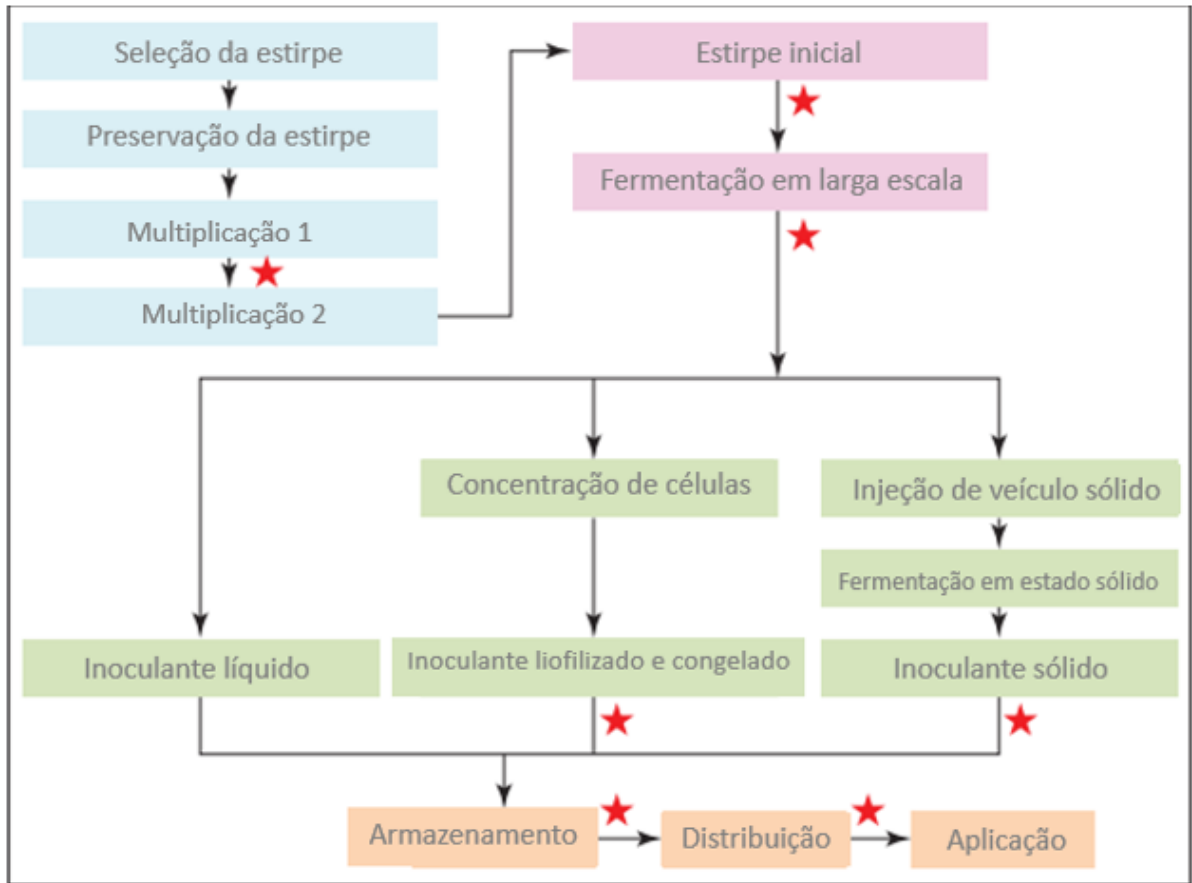 Seleção da estirpe
Preservação da estirpe
Multiplicação 1
Multiplicação 2
Estirpe inicial
Fermentação em larga escala
Concentração de células
Injeção de veículo sólido
Fermentação em estado sólido
Inoculante líquido
Inoculante liofilizado e congelado
Inoculante sólido
Armazenamento
Distribuição
Aplicação